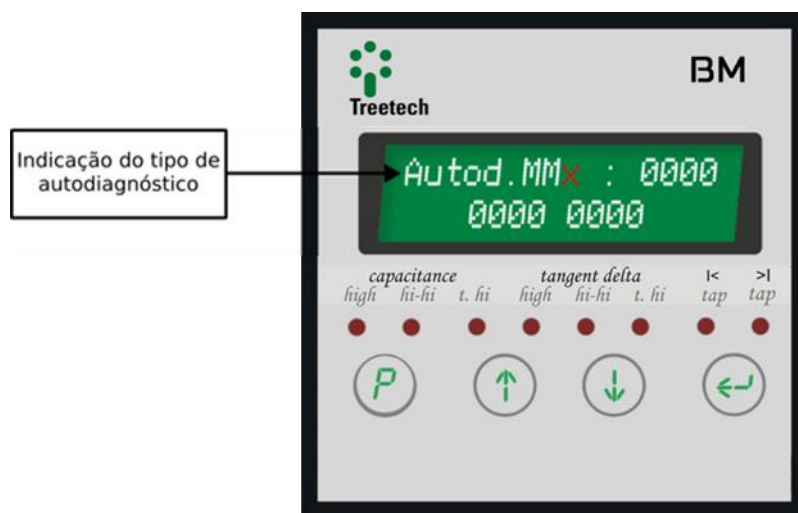 Treetech
BM
Indicação do tipo de
autodiagnóstico
Autod.MMx : 0000
0000 0000
capacitance tangent delta I< >I
high hi-hi t. hi high hi-hi t. hi tap tap
P